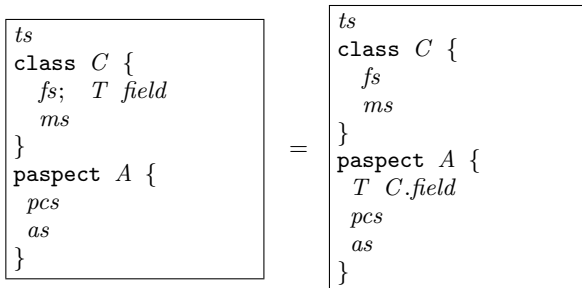 ts
class C {
fs; T field
ms
}
paspect A {
pcs
as
}
=
ts
class C {
fs
ms
}
paspect A {
T C.field
pcs
as
}